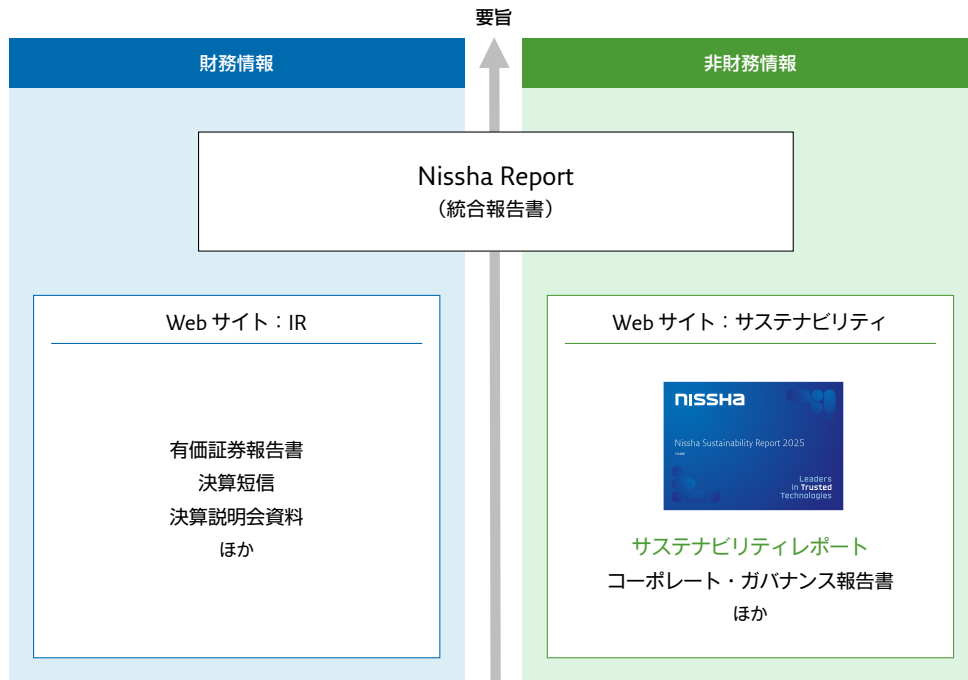 要旨
財務情報
非財務情報
Nissha Report
（統合報告書）
Web サイト：IR
有価証券報告書
決算短信
決算説明会資料
ほか
Web サイト：サステナビリティ
nissha
Nissha Sustainability Report 2025
Leaders
in Trusted
Technologies
サステナビリティレポート
コーポレート・ガバナンス報告書
ほか